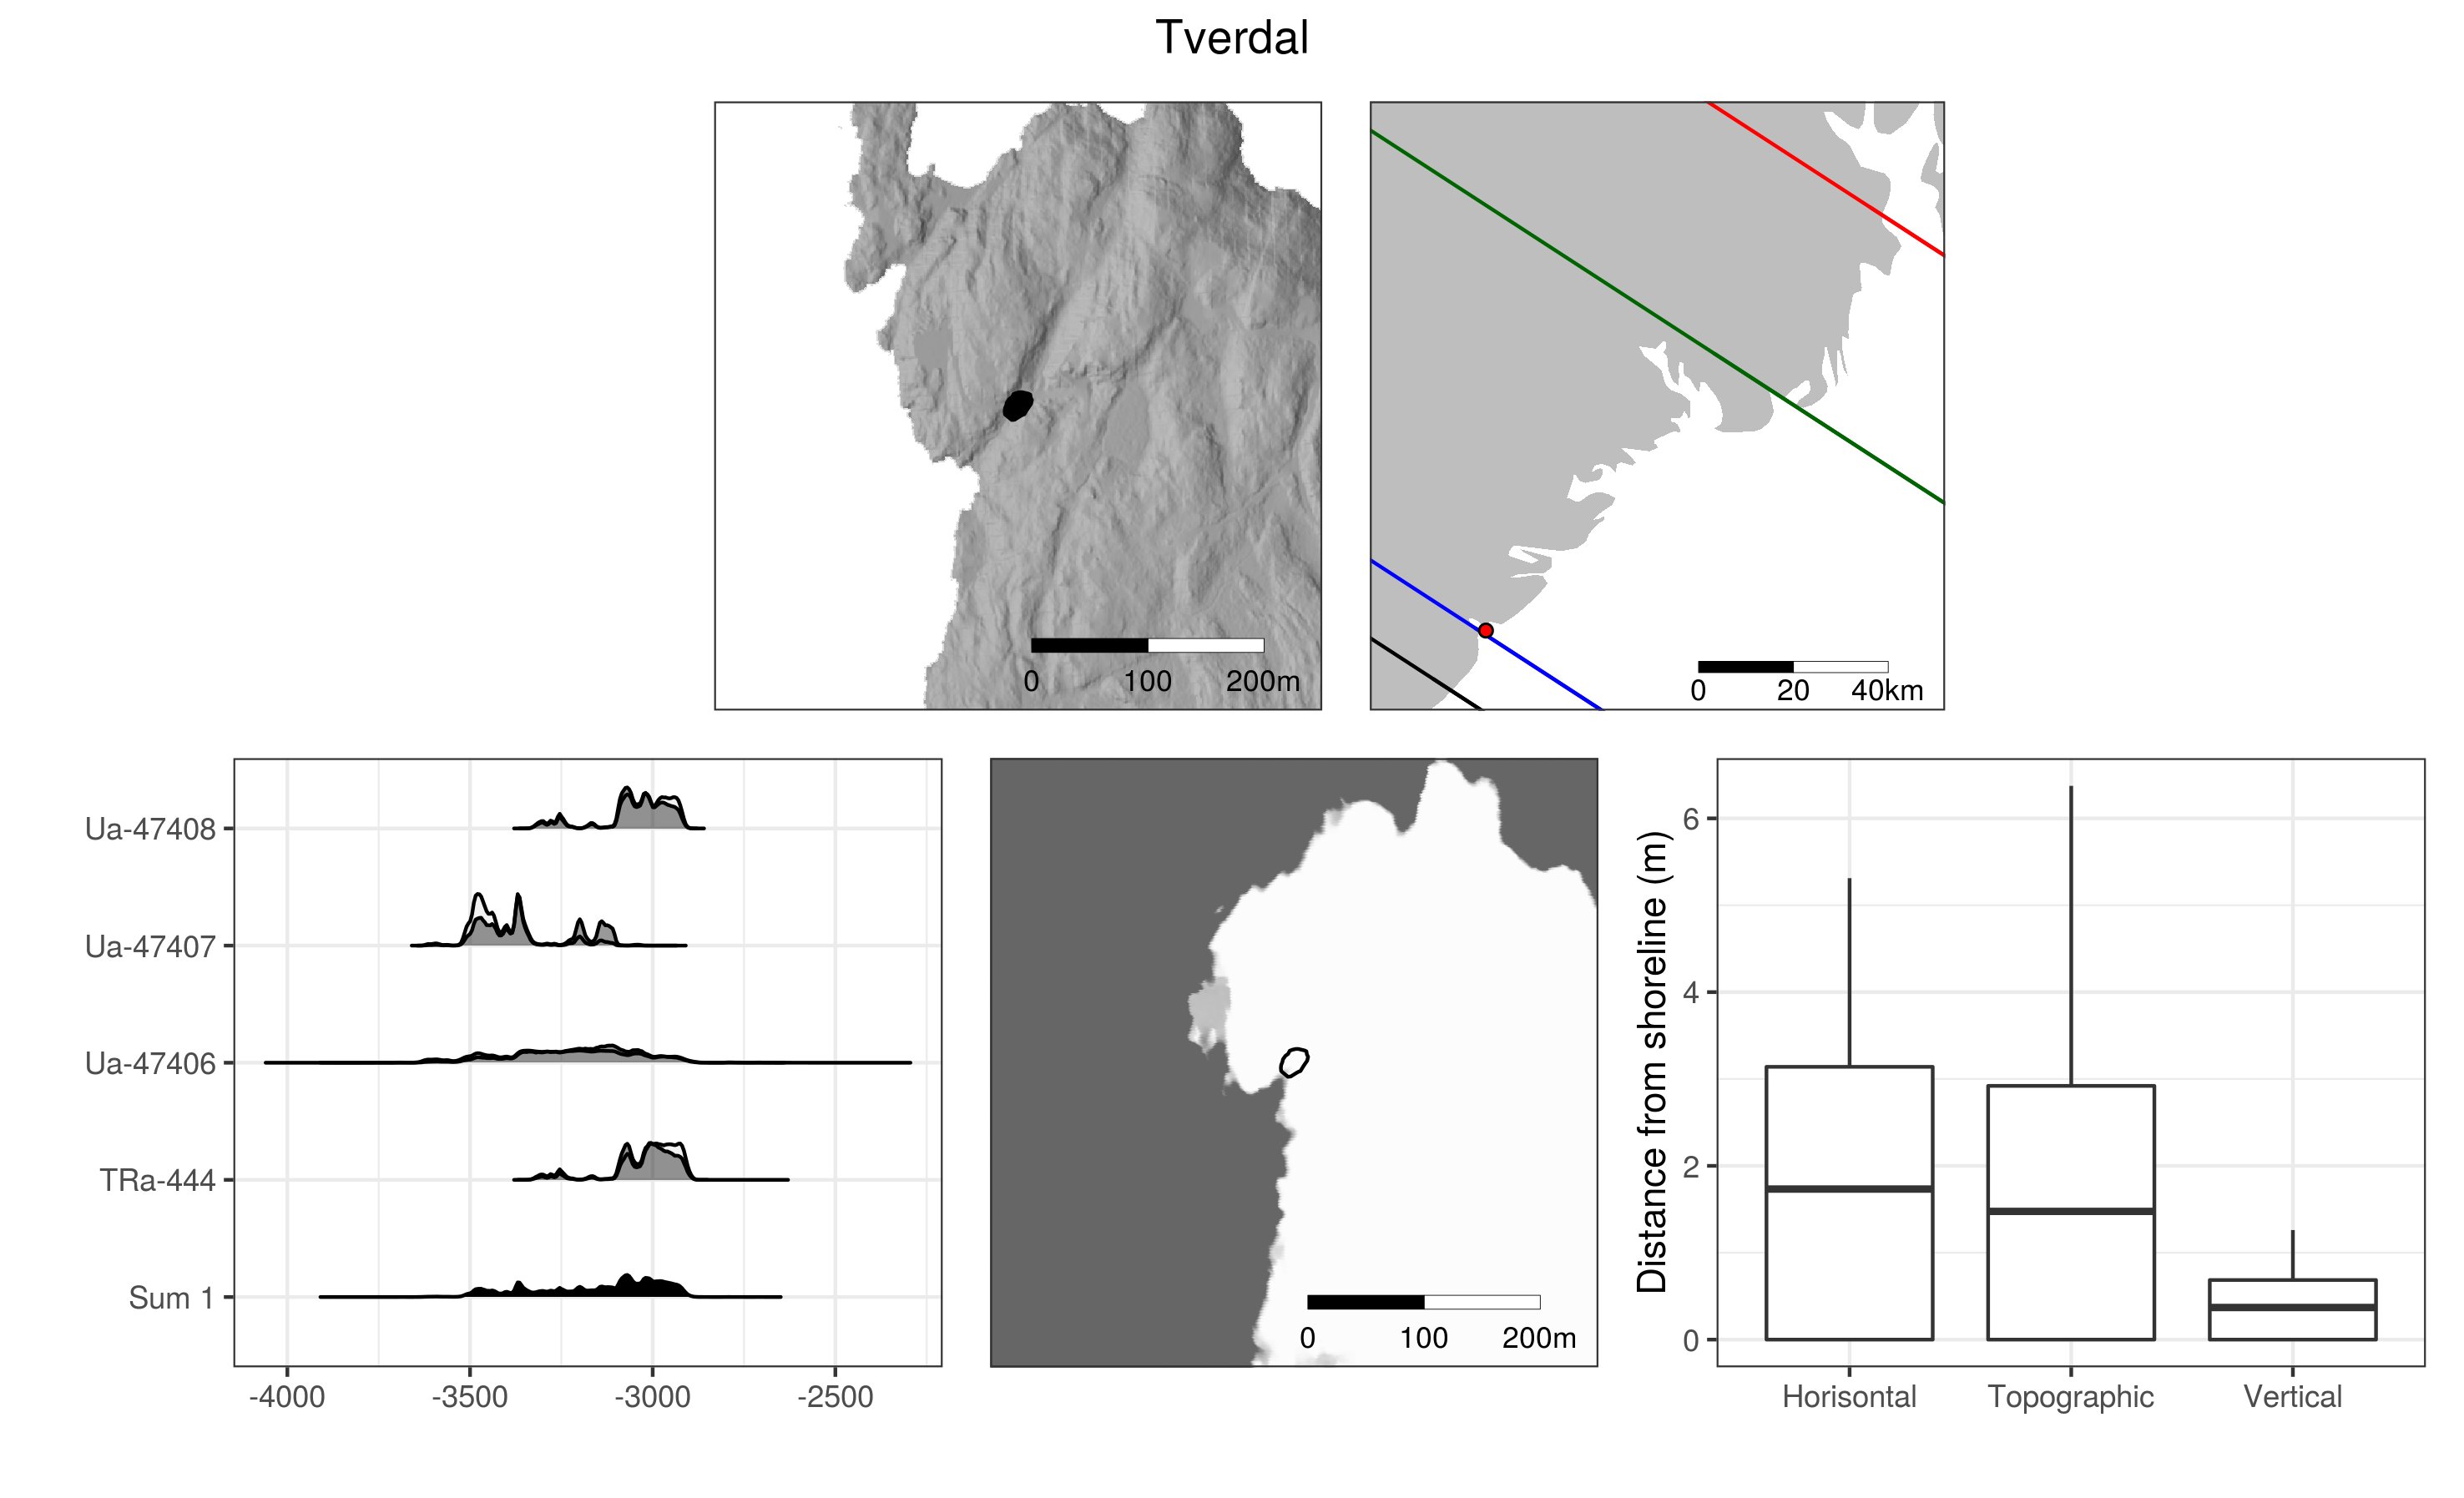 Tverdal
0 100 200m
0 20 40km
Ua-47408
Ua-47407
Ua-47406
TRa-444
Sum 1
-4000 -3500 -3000 -2500
0 100 200m
Distance from shoreline (m)
6
4
2
0
Horisontal Topographic Vertical